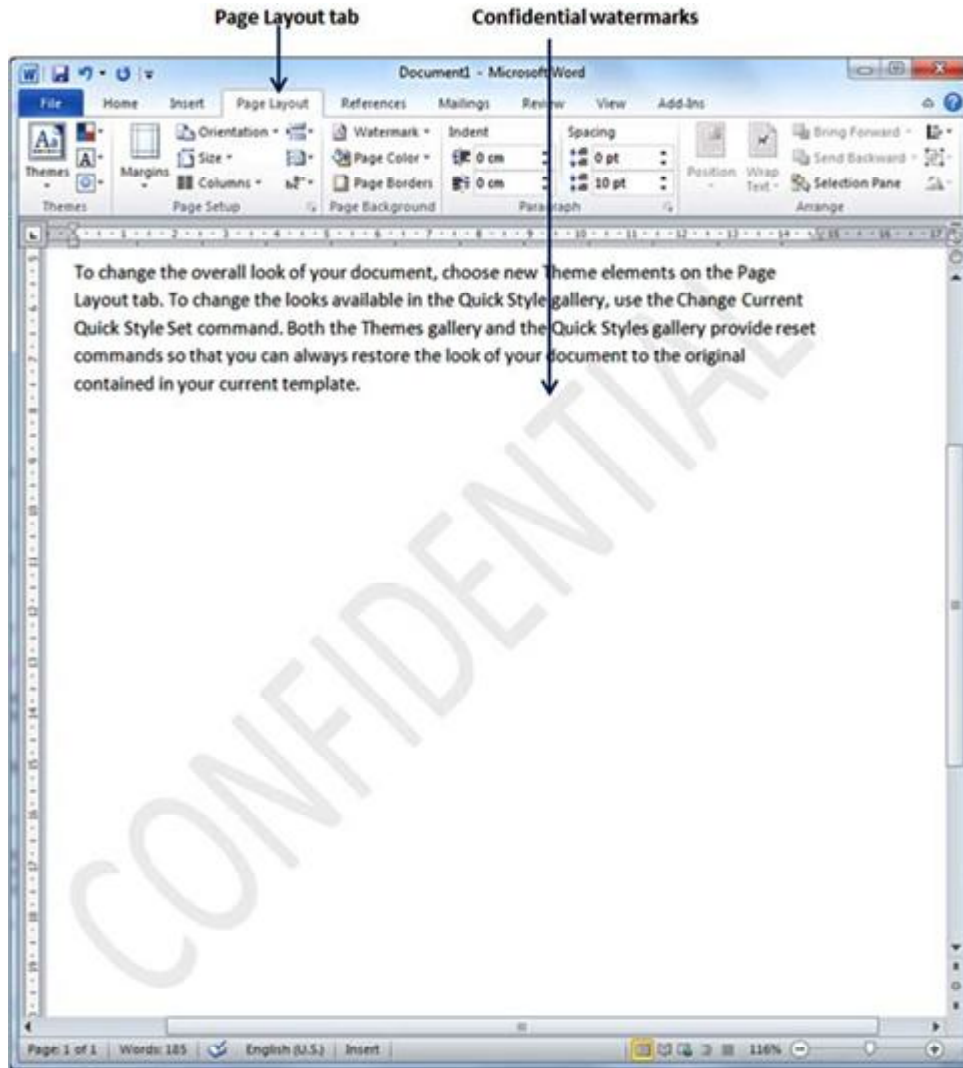 Page Layout tab
Confidential watermarks
Document1 - Microsoft Word
File Home Insert Page Layout References Mailings Review View Add-Ins
Themes
Margins
Orientation
Size
Columns
Watermark
Page Color
Page Borders
Indent
0 cm
0 cm
Spacing
0 pt
10 pt
Position
Wrap Text
Bring Forward
Send Backward
Selection Pane
Themes Page Setup Page Background Paragraph Arrange
To change the overall look of your document, choose new Theme elements on the Page
Layout tab. To change the looks available in the Quick Style gallery, use the Change Current
Quick Style Set command. Both the Themes gallery and the Quick Styles gallery provide reset
commands so that you can always restore the look of your document to the original
contained in your current template.
CONFIDENTIAL
Page: 1 of 1 Words: 185 English (U.S.) Insert 116%